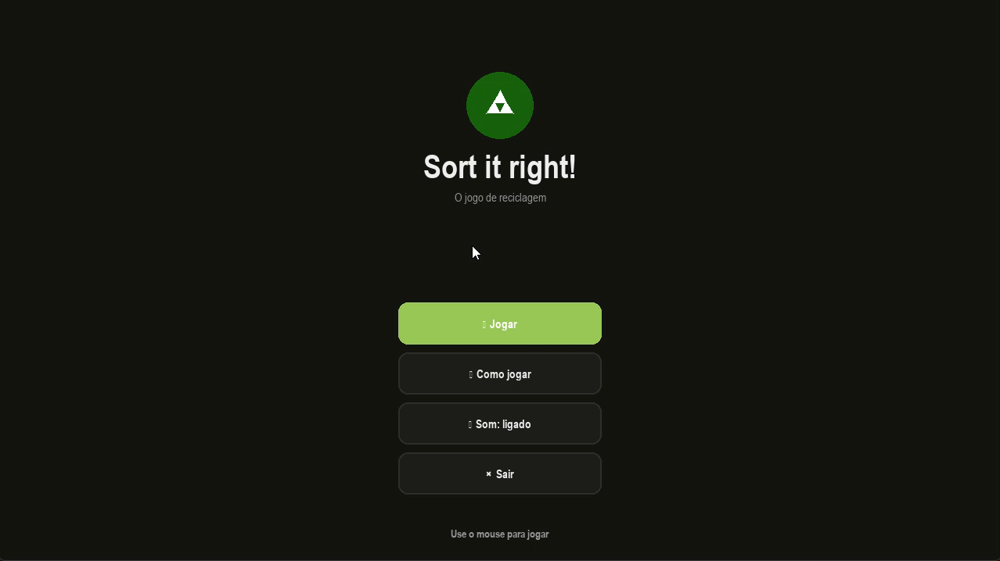 Sort it right!
O jogo de reciclagem
Jogar
Como jogar
Som: ligado
× Sair
Use o mouse para jogar